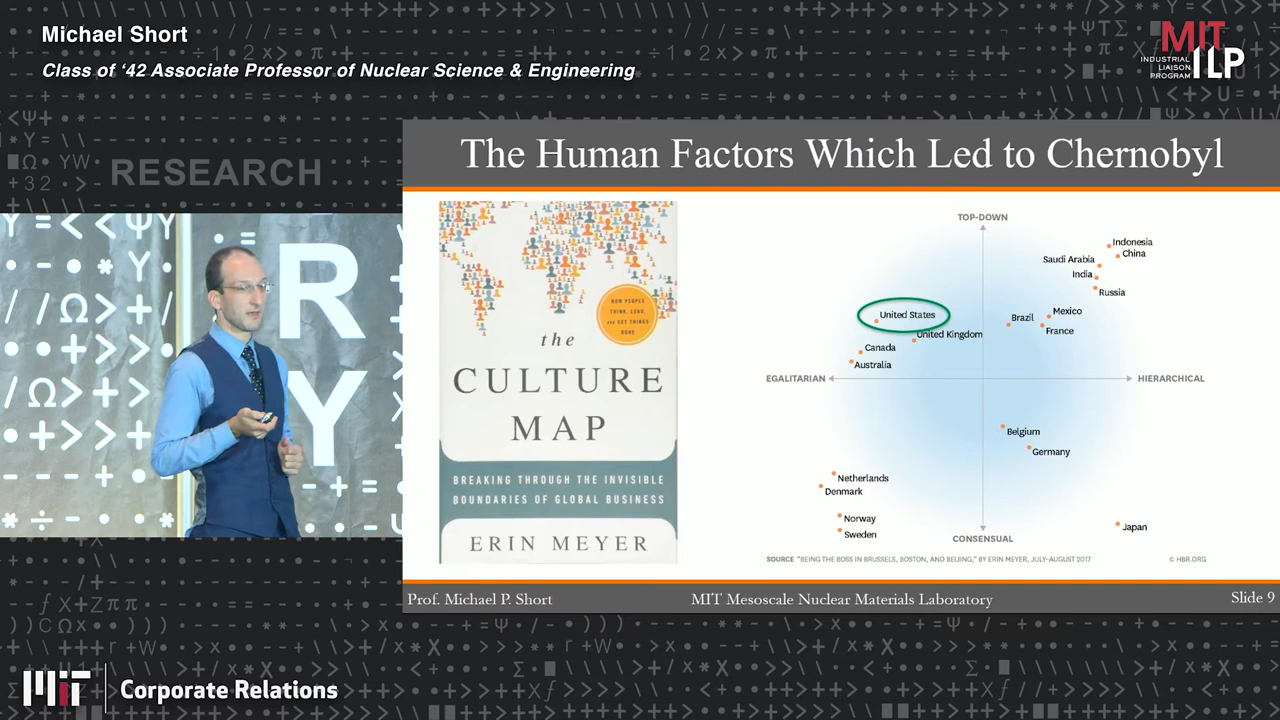 Michael Short
Class of ‘42 Associate Professor of Nuclear Science & Engineering
MIT
INDUSTRIAL
LIAISON
PROGRAM
ILP
RESEARCH
R
Y
The Human Factors Which Led to Chernobyl
HOW PEOPLE
THINK, LEAD,
AND GET THINGS
DONE
the
CULTURE
MAP
BREAKING THROUGH THE INVISIBLE
BOUNDARIES OF GLOBAL BUSINESS
ERIN MEYER
TOP-DOWN
Indonesia
China
Saudi Arabia
India
Russia
United States
Brazil
Mexico
France
United Kingdom
Canada
Australia
EGALITARIAN
HIERARCHICAL
Belgium
Germany
Netherlands
Denmark
Norway
Sweden
Japan
CONSENSUAL
SOURCE "BEING THE BOSS IN BRUSSELS, BOSTON, AND BEIJING," BY ERIN MEYER, JULY–AUGUST 2017
© HBR.ORG
Prof. Michael P. Short
MIT Mesoscale Nuclear Materials Laboratory
Slide 9
MIT
Corporate Relations